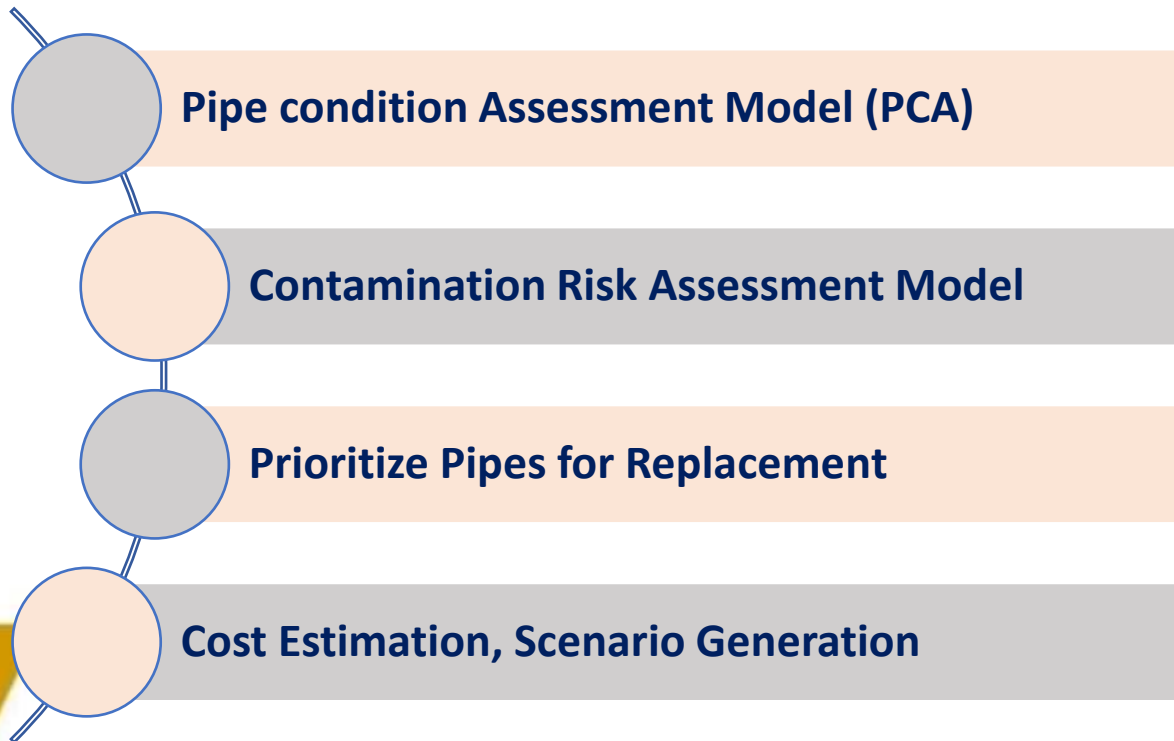 Pipe condition Assessment Model (PCA)
Contamination Risk Assessment Model
Prioritize Pipes for Replacement
Cost Estimation, Scenario Generation